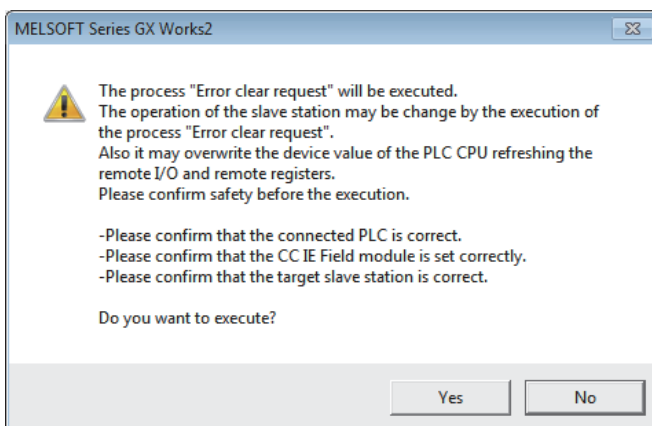 MELSOFT Series GX Works2
The process "Error clear request" will be executed.
The operation of the slave station may be change by the execution of
the process "Error clear request".
Also it may overwrite the device value of the PLC CPU refreshing the
remote I/O and remote registers.
Please confirm safety before the execution.
-Please confirm that the connected PLC is correct.
-Please confirm that the CC IE Field module is set correctly.
-Please confirm that the target slave station is correct.
Do you want to execute?
Yes
No